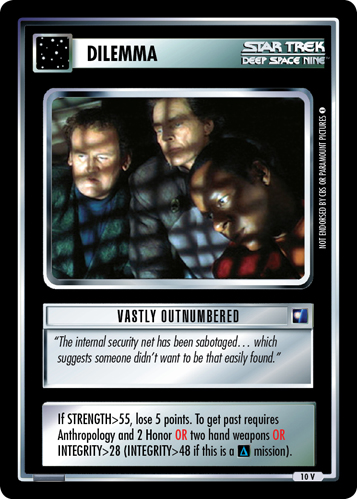 DILEMMA
STAR TREK
DEEP SPACE NINE
NOT ENDORSED BY CBS OR PARAMOUNT PICTURES
VASTLY OUTNUMBERED
"The internal security net has been sabotaged... which
suggests someone didn't want to be that easily found."
If STRENGTH>55, lose 5 points. To get past requires
Anthropology and 2 Honor OR two hand weapons OR
INTEGRITY>28 (INTEGRITY>48 if this is a Δ mission).
10 V